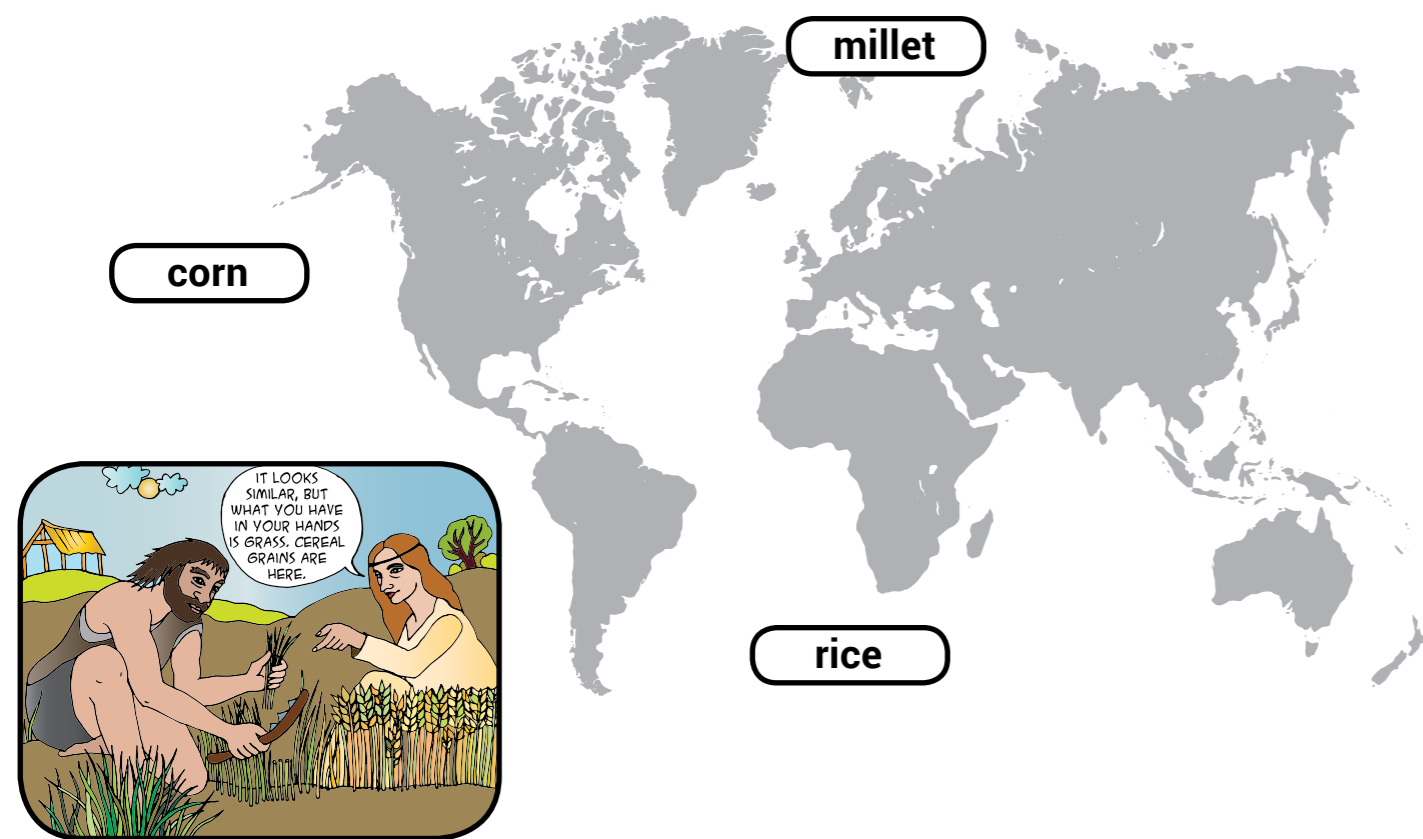 millet
corn
rice
IT LOOKS
SIMILAR, BUT
WHAT YOU HAVE
IN YOUR HANDS
IS GRASS. CEREAL
GRAINS ARE
HERE.